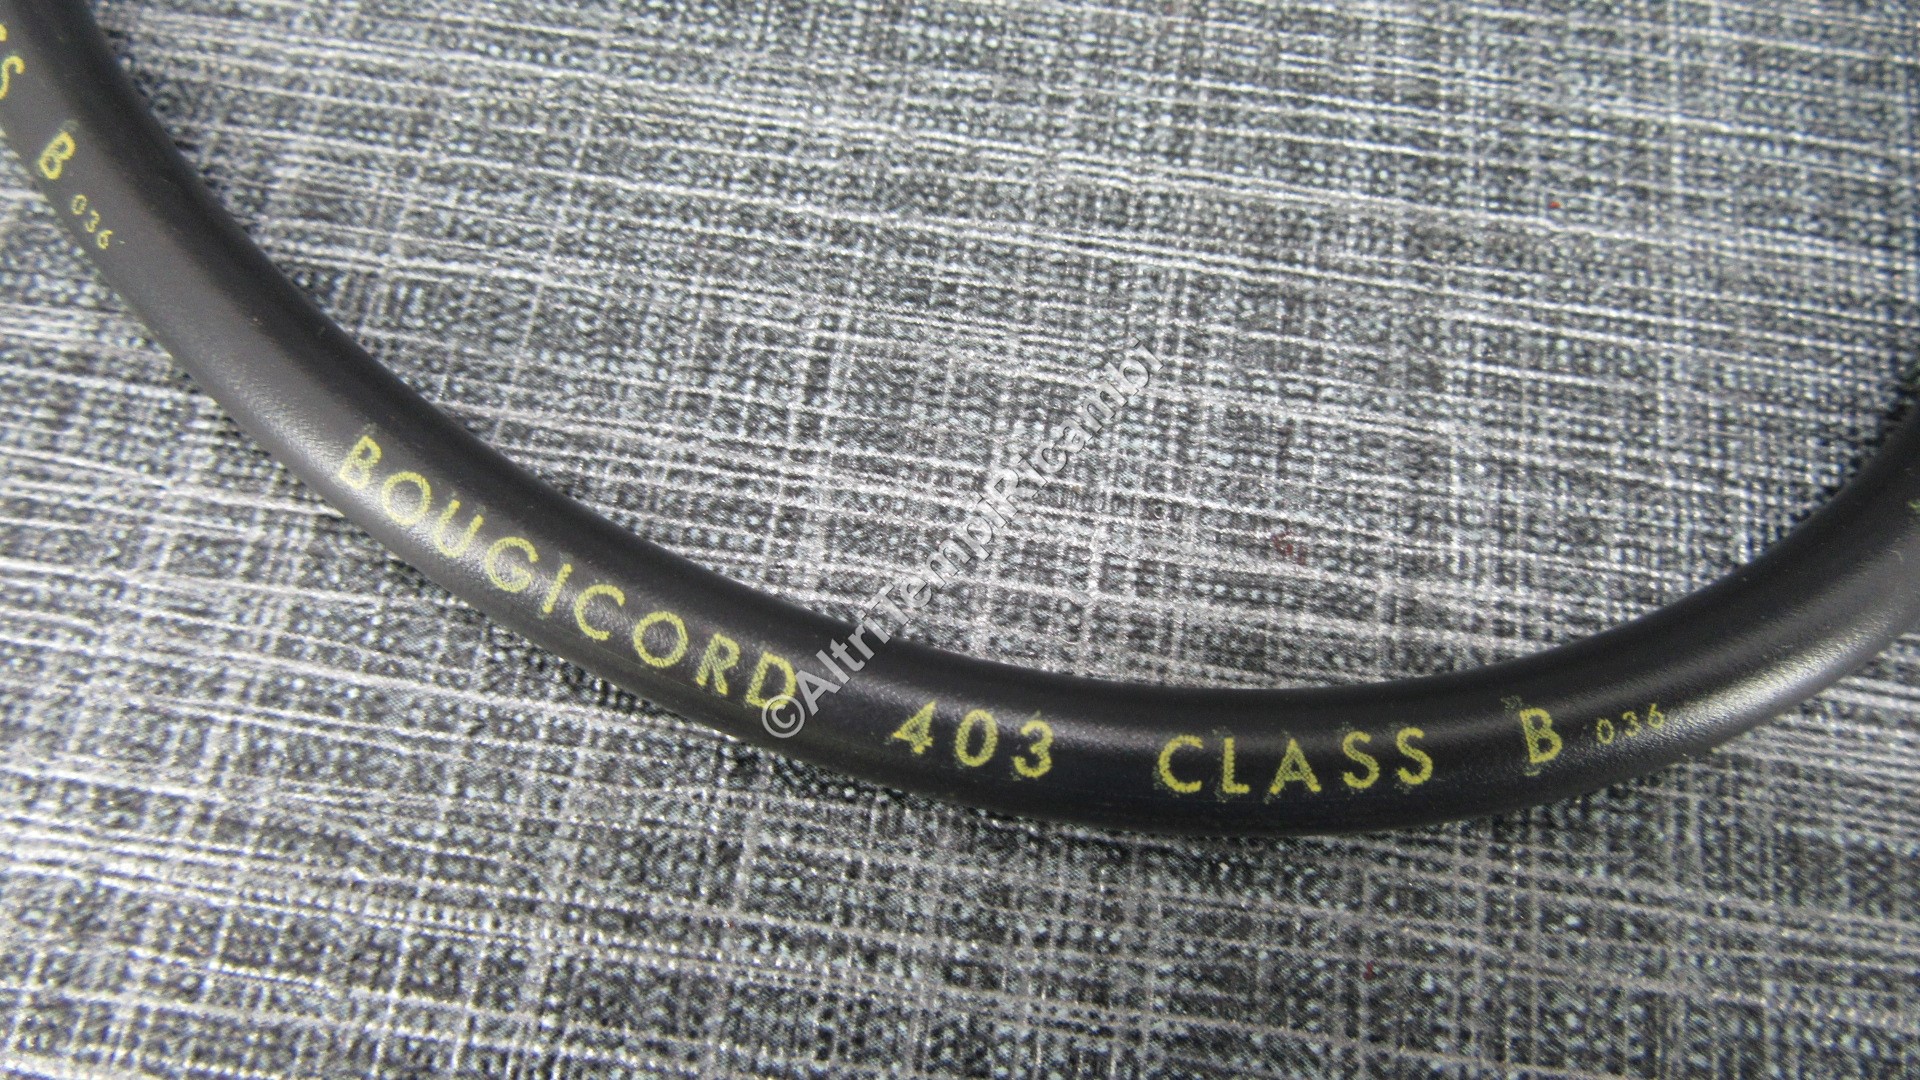 S B 036
BOUGICORD 403 CLASS B 036
©AltriTempiRicambi